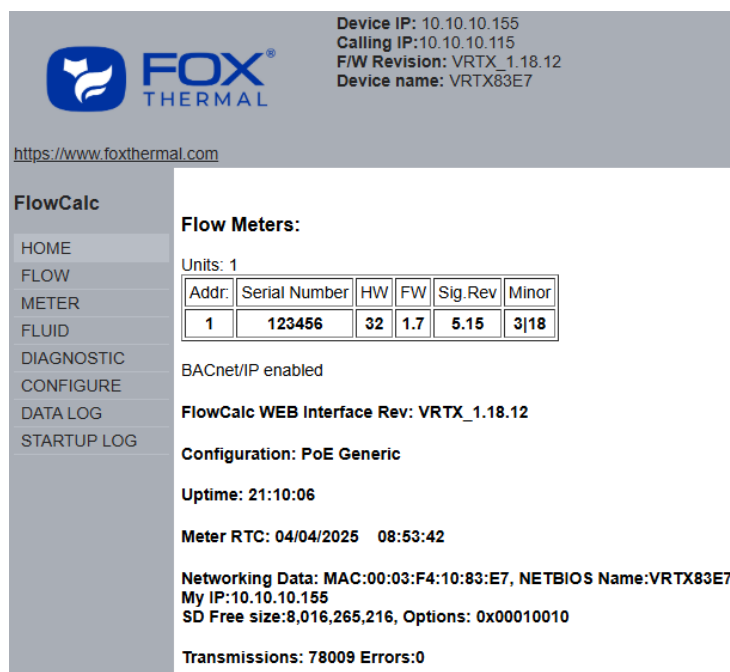 FOX®
THERMAL
Device IP: 10.10.10.155
Calling IP:10.10.10.115
F/W Revision: VRTX_1.18.12
Device name: VRTX83E7
https://www.foxthermal.com
FlowCalc
HOME
FLOW
METER
FLUID
DIAGNOSTIC
CONFIGURE
DATA LOG
STARTUP LOG
Flow Meters:
Units: 1
Addr: Serial Number HW FW Sig.Rev Minor
1 123456 32 1.7 5.15 3|18
BACnet/IP enabled
FlowCalc WEB Interface Rev: VRTX_1.18.12
Configuration: PoE Generic
Uptime: 21:10:06
Meter RTC: 04/04/2025 08:53:42
Networking Data: MAC:00:03:F4:10:83:E7, NETBIOS Name:VRTX83E7
My IP:10.10.10.155
SD Free size:8,016,265,216, Options: 0x00010010
Transmissions: 78009 Errors:0